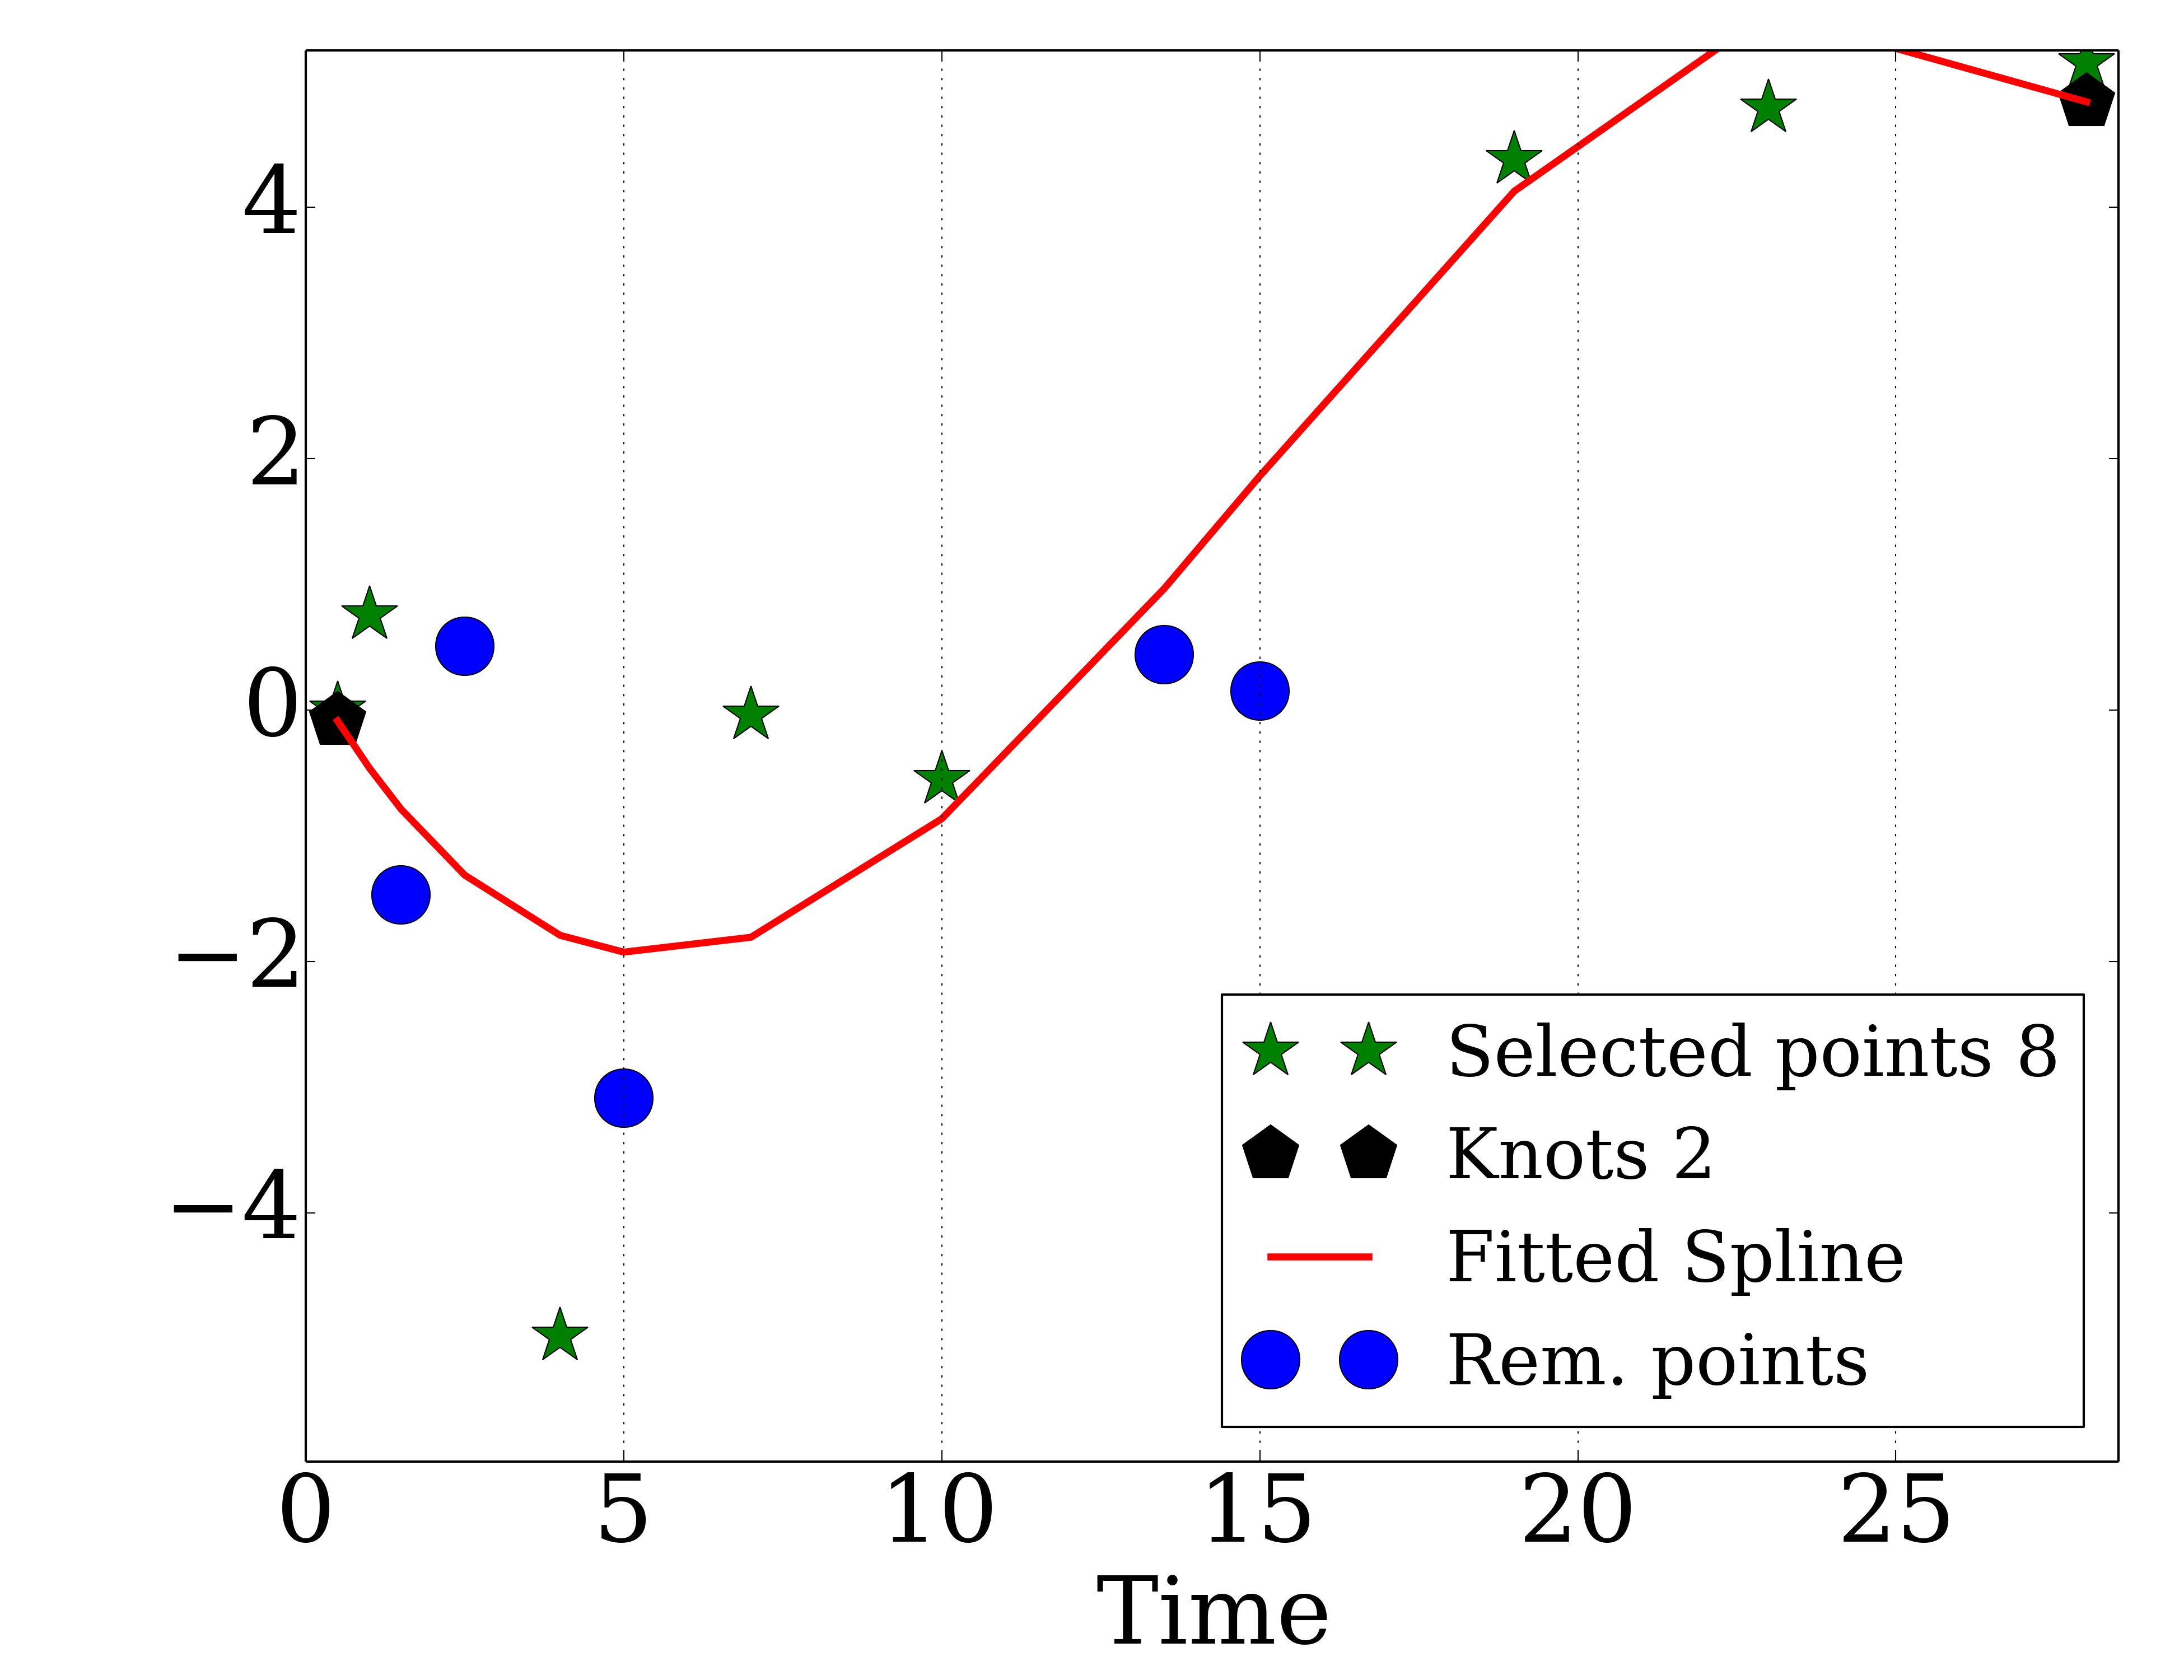 4
2
0
−2
−4
0 5 10 15 20 25
Time
Selected points 8
Knots 2
Fitted Spline
Rem. points